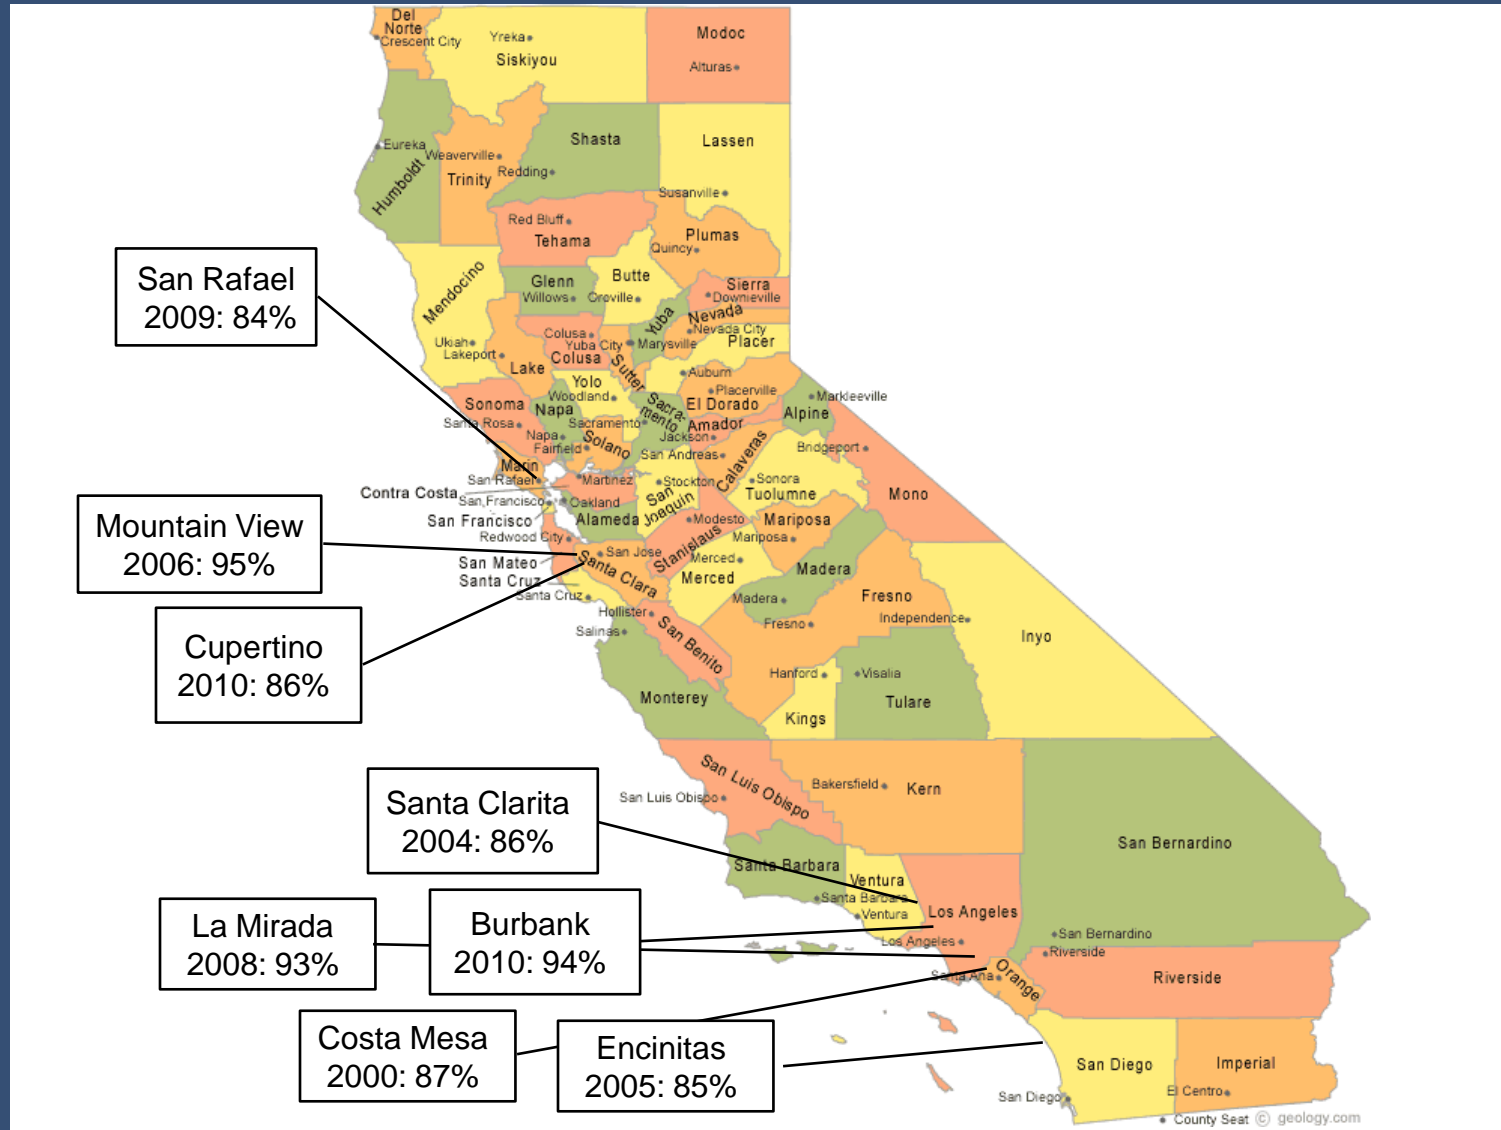 Del
Norte
Crescent City
Yreka
Siskiyou
Modoc
Alturas
Eureka
Humboldt
Weaverville
Trinity
Shasta
Redding
Lassen
Susanville
Red Bluff
Tehama
Plumas
Quincy
Mendocino
Ukiah
Glenn
Willows
Butte
Oroville
Sierra
Downieville
Yuba
Nevada
Nevada City
Placer
Marysville
Lakeport
Lake
Colusa
Yuba City
Colusa
Sutter
Auburn
Placerville
El Dorado
Yolo
Woodland
Sonoma
Santa Rosa
Napa
Napa
Sacramento
Sacra-
mento
Fairfield
Solano
Amador
Jackson
Alpine
Markleeville
San Andreas
Calaveras
Bridgeport
Mono
Marin
San Rafael
Martinez
Contra Costa
San Francisco
San Francisco
Oakland
Alameda
Stockton
San
Joaquin
Sonora
Tuolumne
Modesto
Stanislaus
Mariposa
Mariposa
Redwood City
San Mateo
San Jose
Santa Clara
Santa Cruz
Santa Cruz
Merced
Merced
Madera
Madera
Hollister
San Benito
Salinas
Monterey
Fresno
Fresno
Independence
Inyo
Hanford
Kings
Visalia
Tulare
San Luis Obispo
San Luis Obispo
Bakersfield
Kern
San Bernardino
Santa Barbara
Santa Barbara
Ventura
Ventura
Los Angeles
Los Angeles
San Bernardino
Riverside
Riverside
Santa Ana
Orange
San Diego
San Diego
Imperial
El Centro
County Seat © geology.com
San Rafael
2009: 84%
Mountain View
2006: 95%
Cupertino
2010: 86%
Santa Clarita
2004: 86%
La Mirada
2008: 93%
Burbank
2010: 94%
Costa Mesa
2000: 87%
Encinitas
2005: 85%